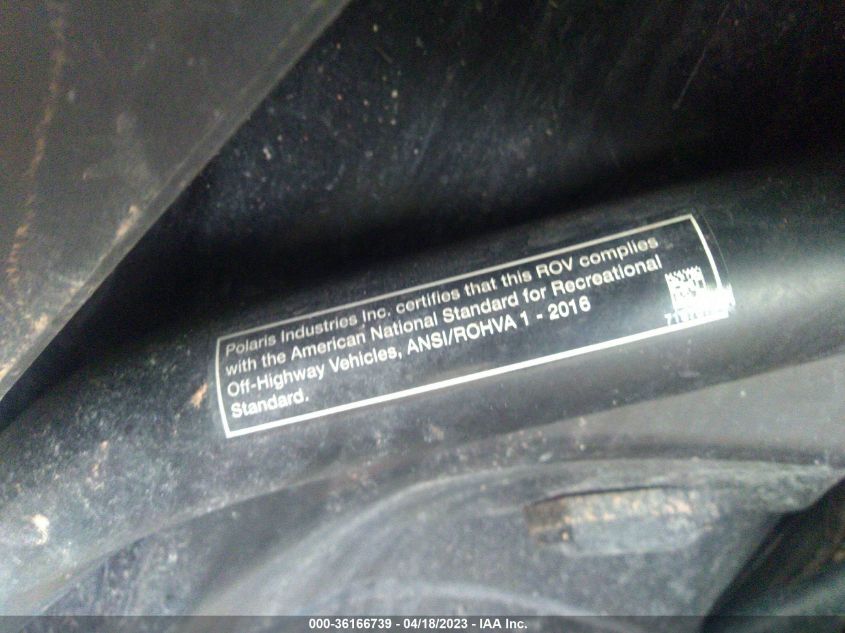 Polaris Industries Inc. certifies that this ROV complies
with the American National Standard for Recreational
Off-Highway Vehicles, ANSI/ROHVA 1 - 2016
Standard.
000-36166739 - 04/18/2023 - IAA Inc.